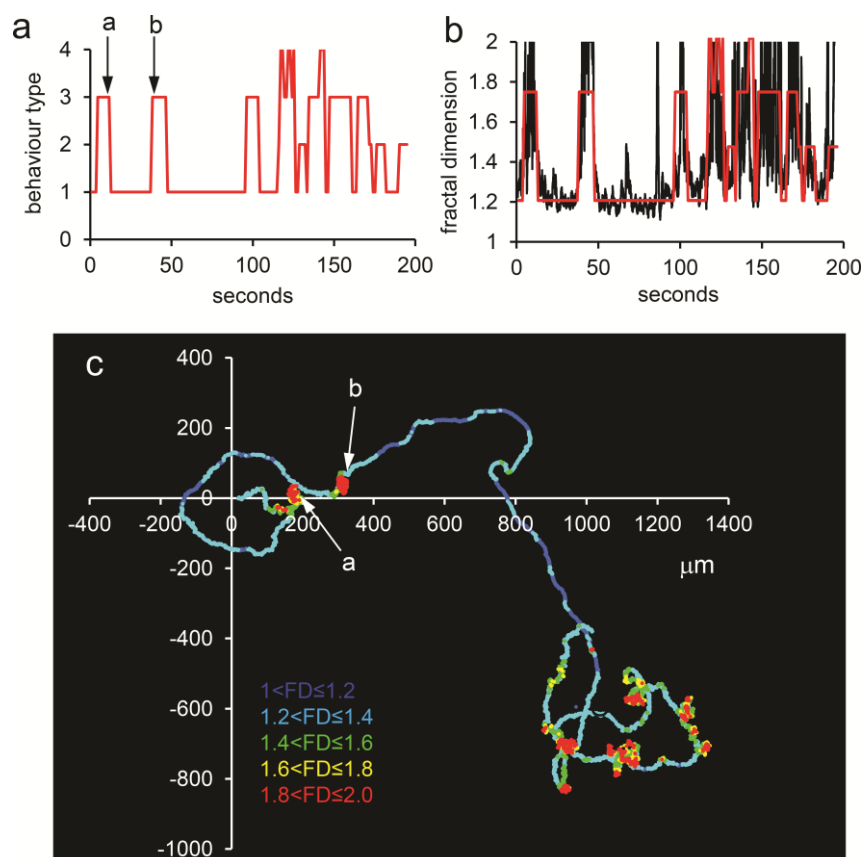 a
a
b
4
3
2
1
0
behaviour type
0
50
100
150
200
seconds
b
2
1.8
1.6
1.4
1.2
1
fractal dimension
0
50
100
150
200
seconds
c
b
a
400
200
0
-200
-400
-600
-800
-1000
-400
-200
0
200
400
600
800
1000
1200
1400
μm
1<FD≤1.2
1.2<FD≤1.4
1.4<FD≤1.6
1.6<FD≤1.8
1.8<FD≤2.0